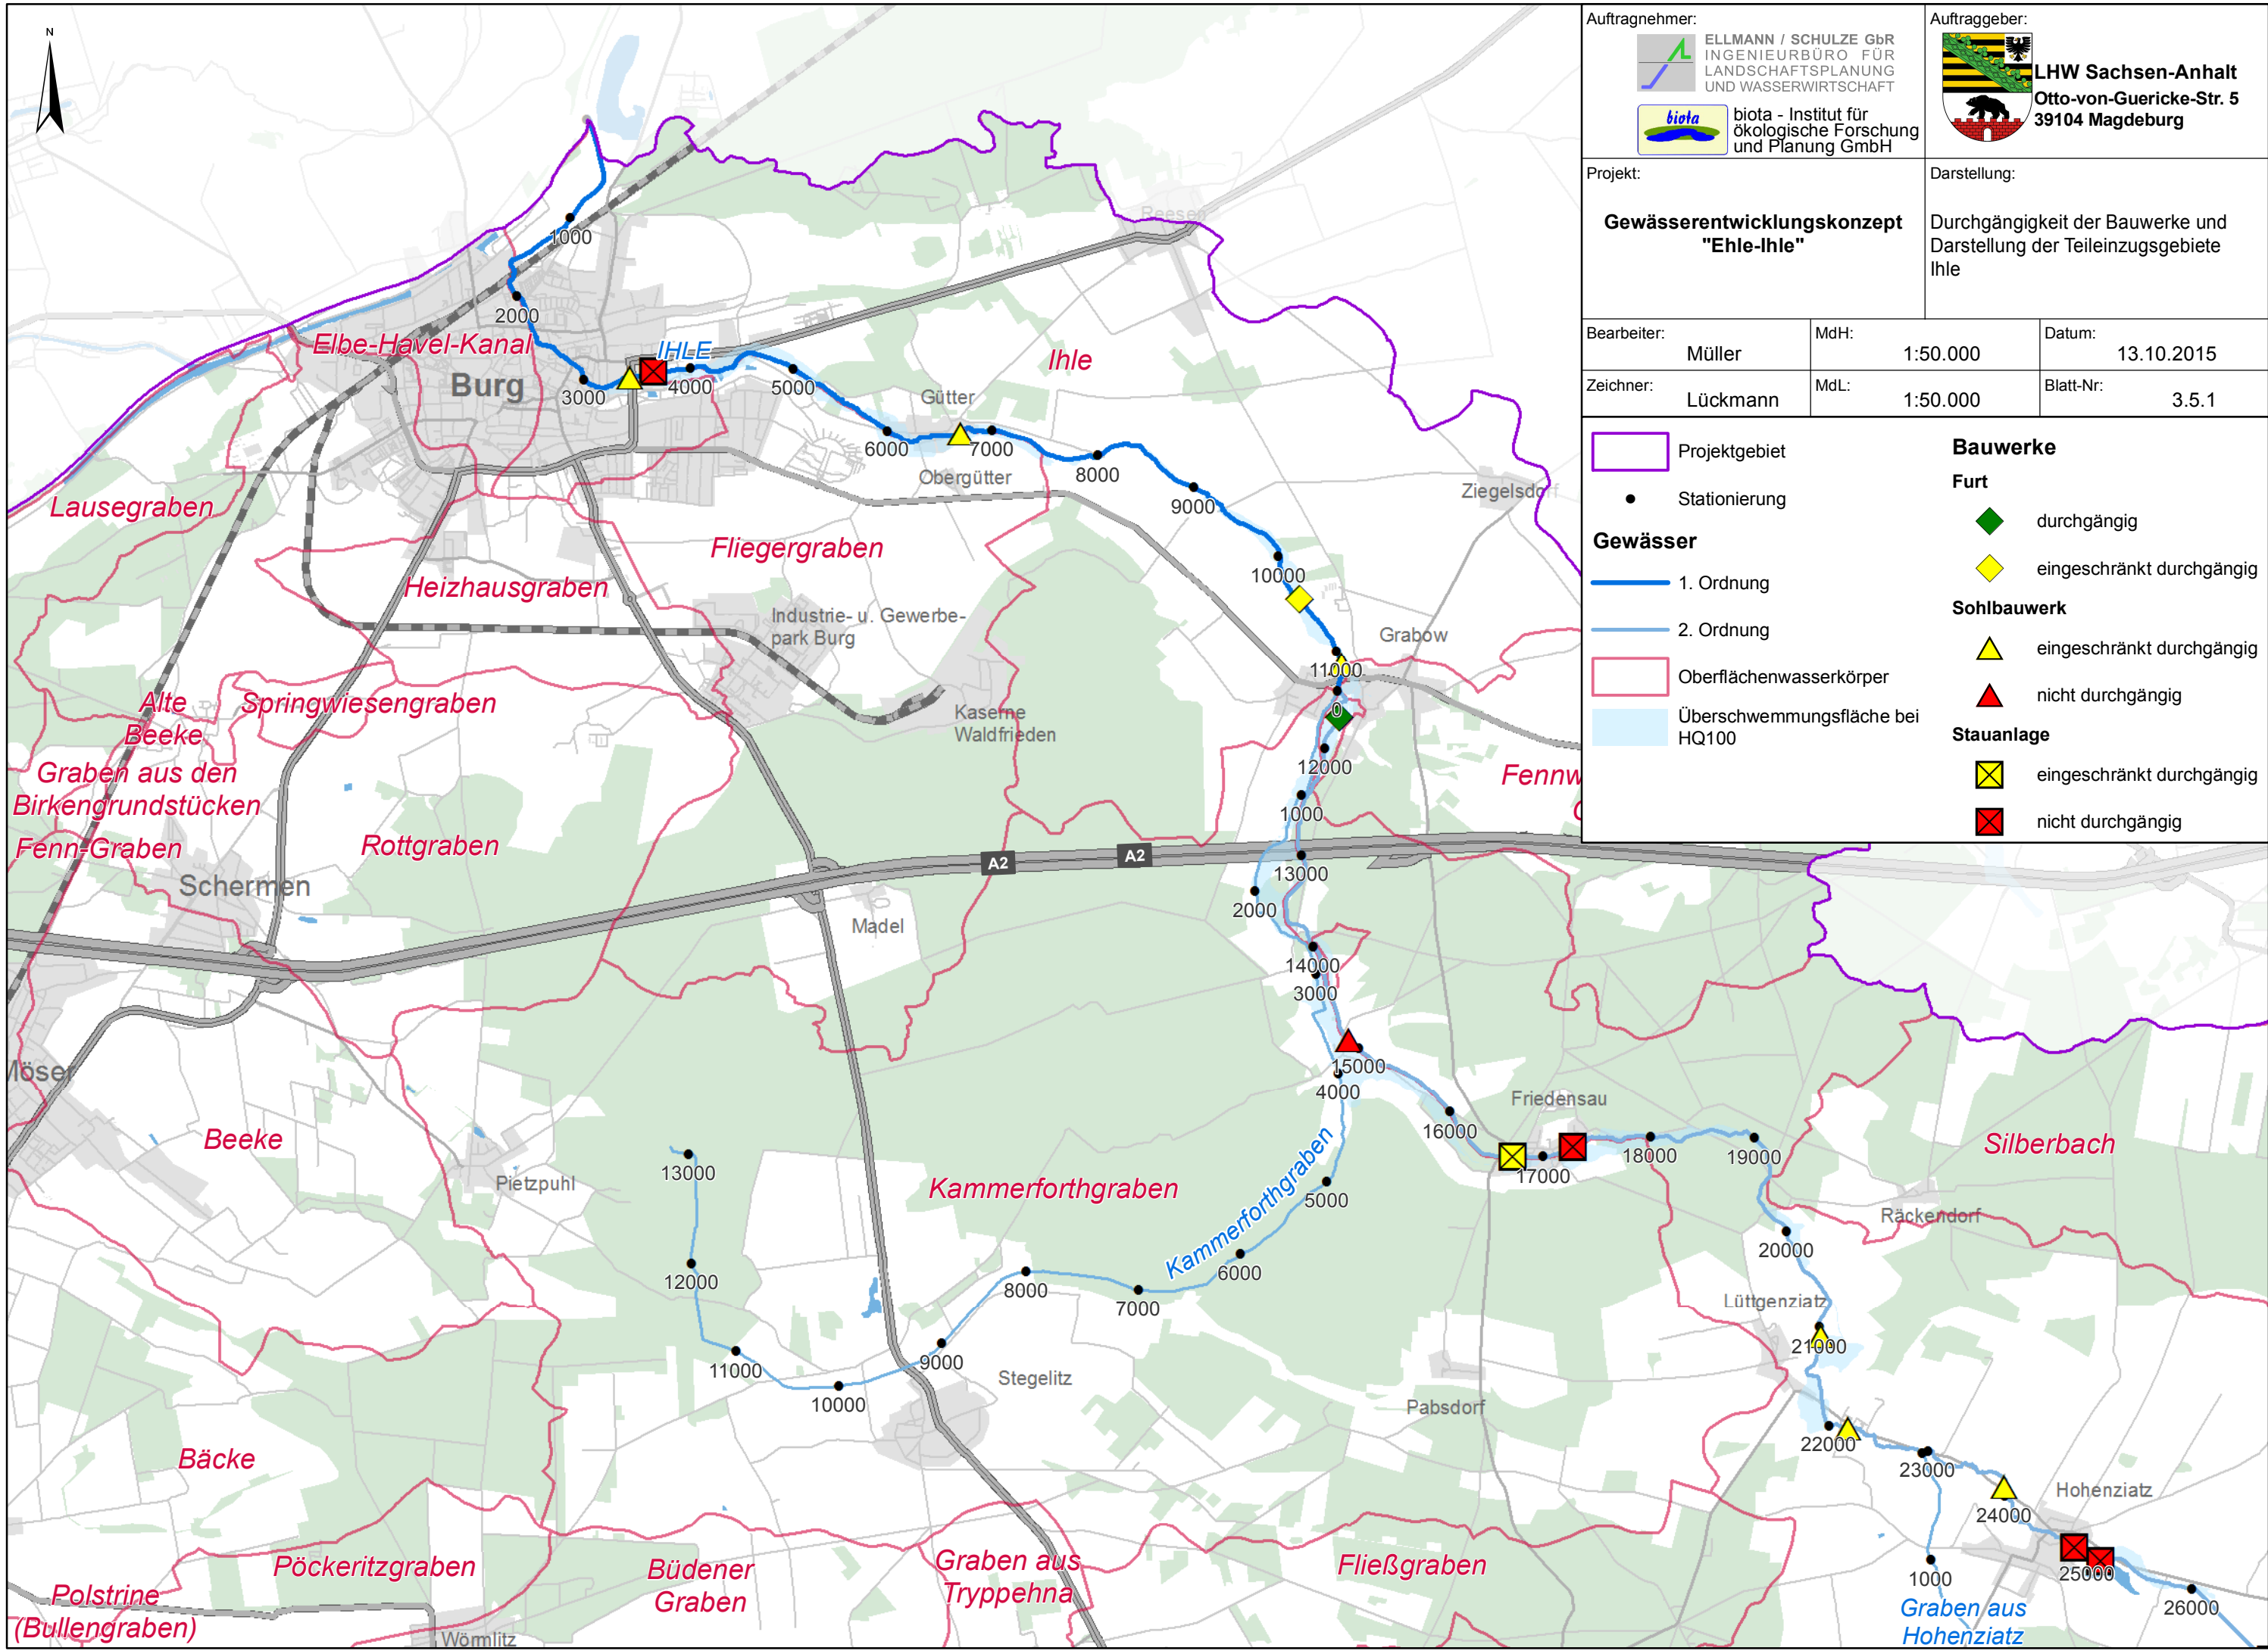 N
Auftragnehmer:
ELLMANN / SCHULZE GbR
INGENIEURBÜRO FÜR
LANDSCHAFTSPLANUNG
UND WASSERWIRTSCHAFT
biota
biota - Institut für
ökologische Forschung
und Planung GmbH
Auftraggeber:
LHW Sachsen-Anhalt
Otto-von-Guericke-Str. 5
39104 Magdeburg
Projekt:
Gewässerentwicklungskonzept
"Ehle-Ihle"
Darstellung:
Durchgängigkeit der Bauwerke und
Darstellung der Teileinzugsgebiete
Ihle
Bearbeiter:
Müller
MdH:
1:50.000
Datum:
13.10.2015
Zeichner:
Lückmann
MdL:
1:50.000
Blatt-Nr:
3.5.1
Projektgebiet
Stationierung
Gewässer
1. Ordnung
2. Ordnung
Oberflächenwasserkörper
Überschwemmungsfläche bei
HQ100
Bauwerke
Furt
durchgängig
eingeschränkt durchgängig
Sohlbauwerk
eingeschränkt durchgängig
nicht durchgängig
Stauanlage
eingeschränkt durchgängig
nicht durchgängig
Reesen
1000
2000
Elbe-Havel-Kanal
IHLE
Ihle
Burg
3000
4000
5000
Gütter
6000
7000
8000
Obergütter
9000
Ziegelsdorf
Lausegraben
Fliegergraben
10000
Heizhausgraben
Industrie- u. Gewerbe-
park Burg
Grabow
11000
Alte
Beeke
Springwiesengraben
Kaserne
Waldfrieden
0
12000
Graben aus den
Birkengrundstücken
Fennw
1000
Fenn-Graben
Rottgraben
A2
A2
13000
Schermen
Madel
2000
14000
3000
Möser
15000
4000
Friedensau
16000
17000
18000
19000
Silberbach
Beeke
13000
Pietzpuhl
Kammerforthgraben
Kammerforthgraben
5000
Räckendorf
20000
12000
6000
8000
7000
Lüttgenziatz
21000
11000
9000
10000
Stegelitz
Pabsdorf
22000
Bäcke
23000
Hohenziatz
24000
Pöckeritzgraben
Büdener
Graben
Graben aus
Tryppehna
Fließgraben
1000
25000
26000
Polstrine
(Bullengraben)
Graben aus
Hohenziatz
Wörmlitz